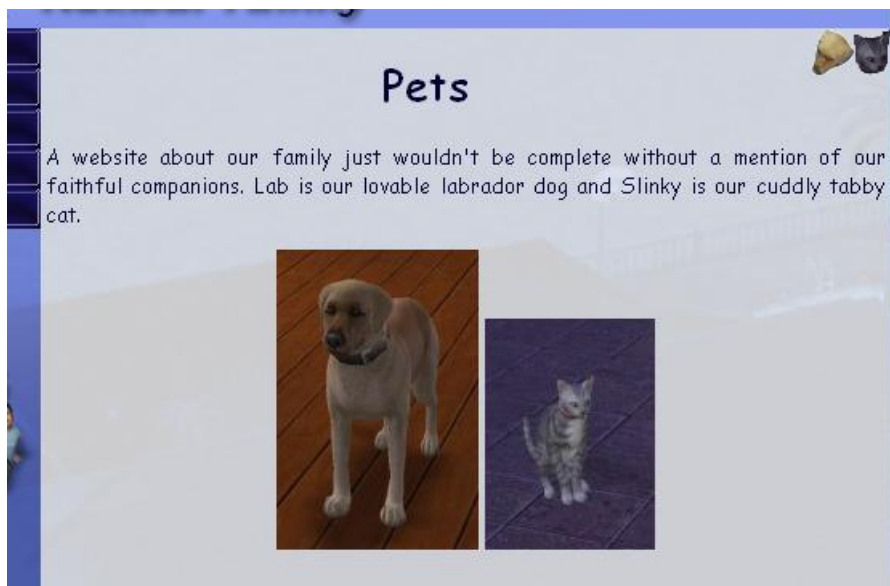 Pets
A website about our family just wouldn't be complete without a mention of our
faithful companions. Lab is our lovable labrador dog and Slinky is our cuddly tabby
cat.